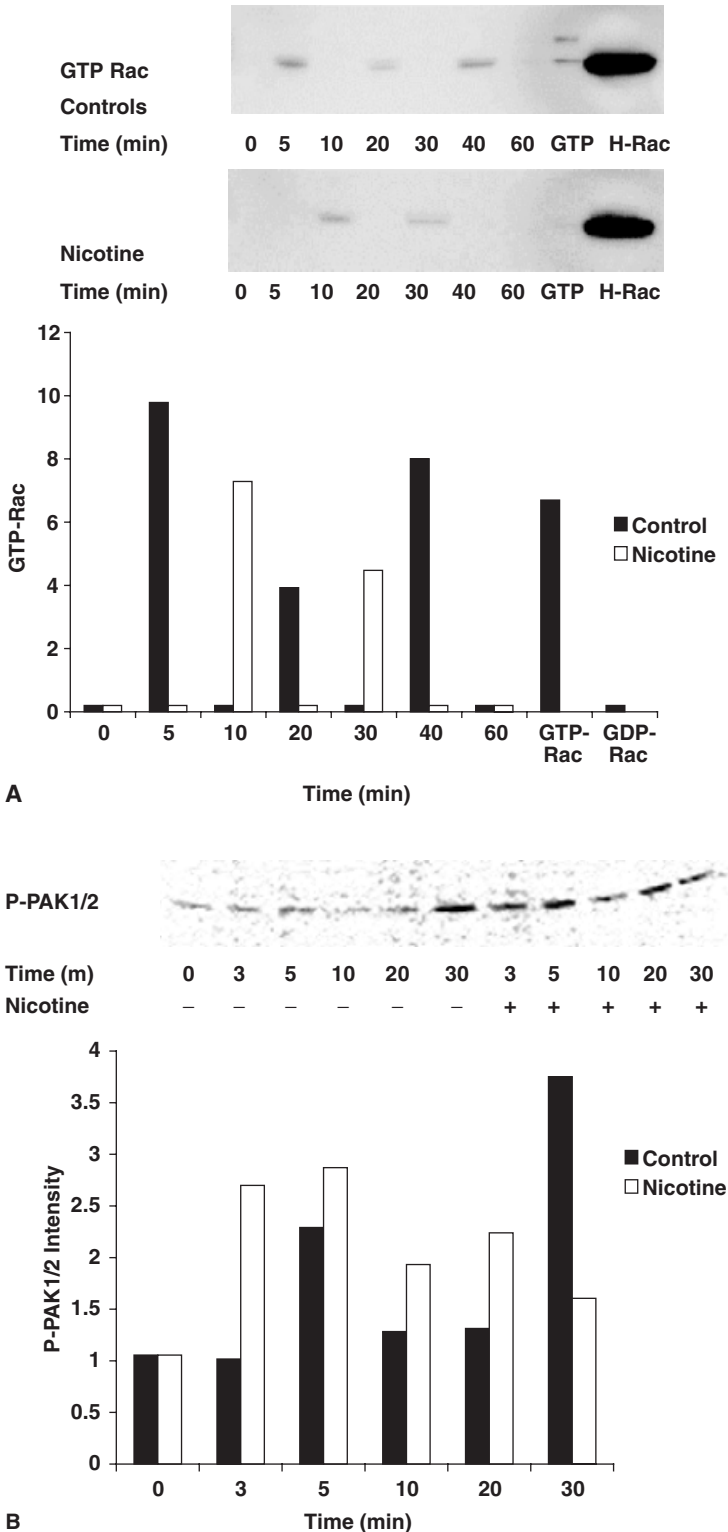 GTP Rac
Controls
Time (min) 0 5 10 20 30 40 60 GTP H-Rac
Nicotine
Time (min) 0 5 10 20 30 40 60 GTP H-Rac
12
10
8
6
4
2
0
GTP-Rac
Control
Nicotine
0 5 10 20 30 40 60 GTP-Rac GDP-Rac
A Time (min)
P-PAK1/2
Time (m) 0 3 5 10 20 30 3 5 10 20 30
Nicotine – – – – – – + + + + +
4
3.5
3
2.5
2
1.5
1
0.5
0
P-PAK1/2 Intensity
Control
Nicotine
0 3 5 10 20 30
B Time (min)